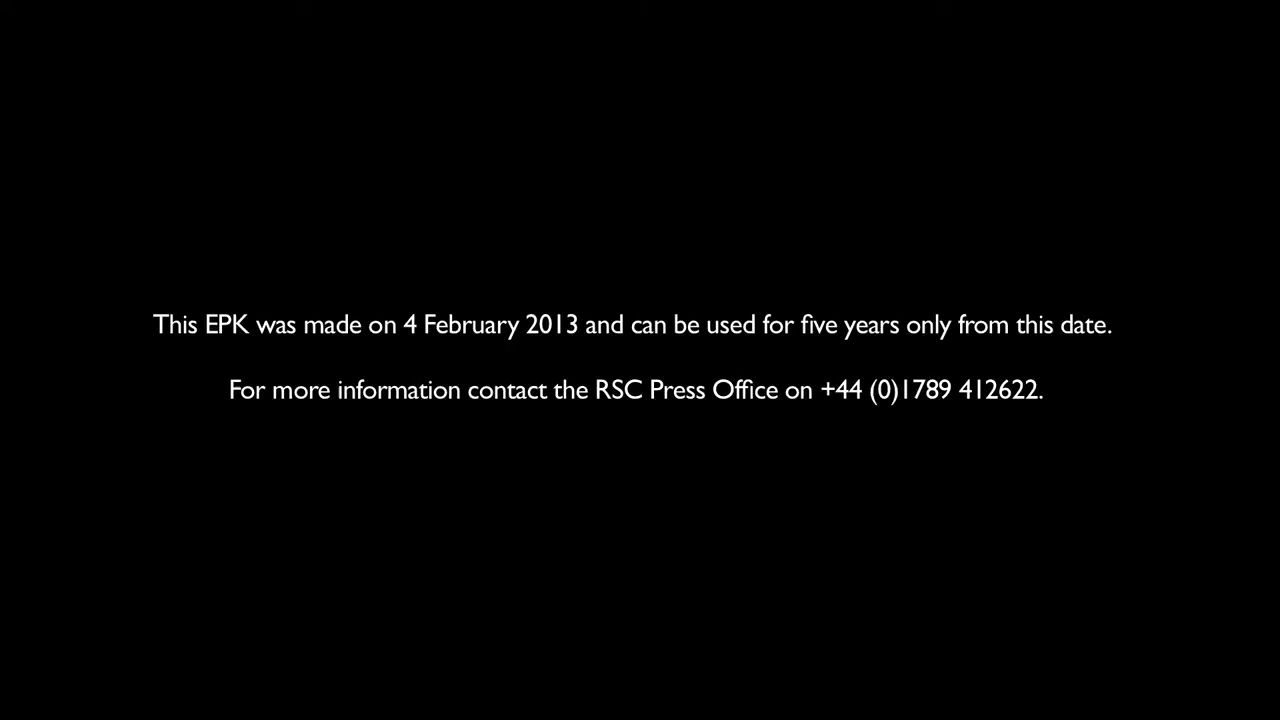 This EPK was made on 4 February 2013 and can be used for five years only from this date.
For more information contact the RSC Press Office on +44 (0)1789 412622.